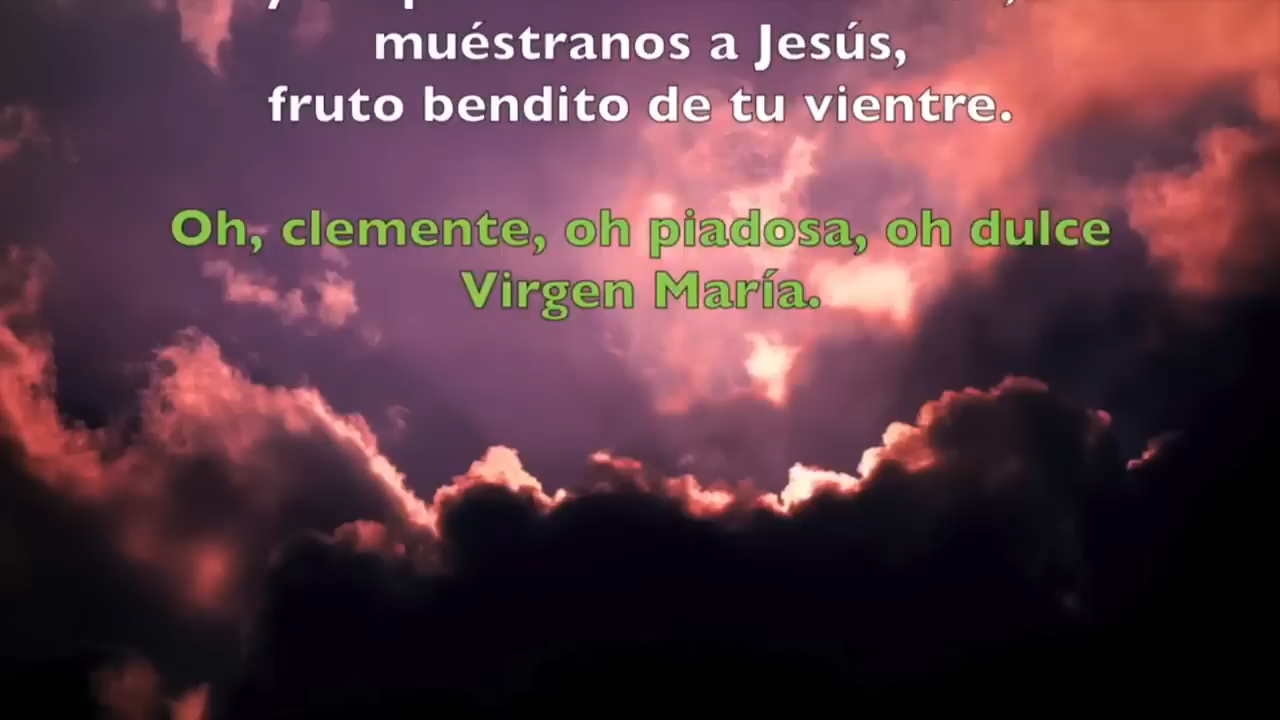 muéstranos a Jesús,
fruto bendito de tu vientre.
Oh, clemente, oh piadosa, oh dulce
Virgen María.